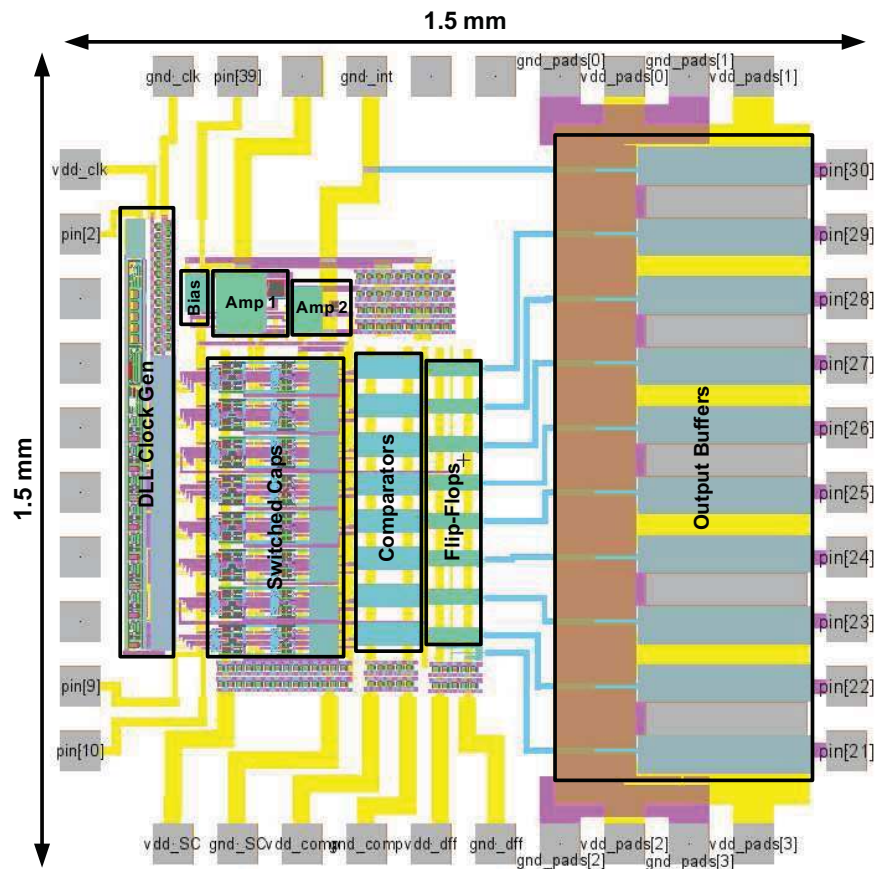 1.5 mm
gnd_pads[0]
gnd_pads[1]
gnd_clk
pin[39]
gnd_int
vdd_pads[0]
vdd_pads[1]
vdd_clk
pin[30]
pin[2]
pin[29]
Bias
Amp 1
Amp 2
pin[28]
pin[27]
DLL Clock Gen
Switched Caps
Comparators
Flip-Flops
Output Buffers
1.5 mm
pin[26]
pin[25]
pin[24]
pin[23]
pin[9]
pin[22]
pin[10]
pin[21]
vdd_SC
gnd_SC
vdd_comp
gnd_comp
vdd_dff
gnd_dff
vdd_pads[2]
vdd_pads[3]
gnd_pads[2]
gnd_pads[3]